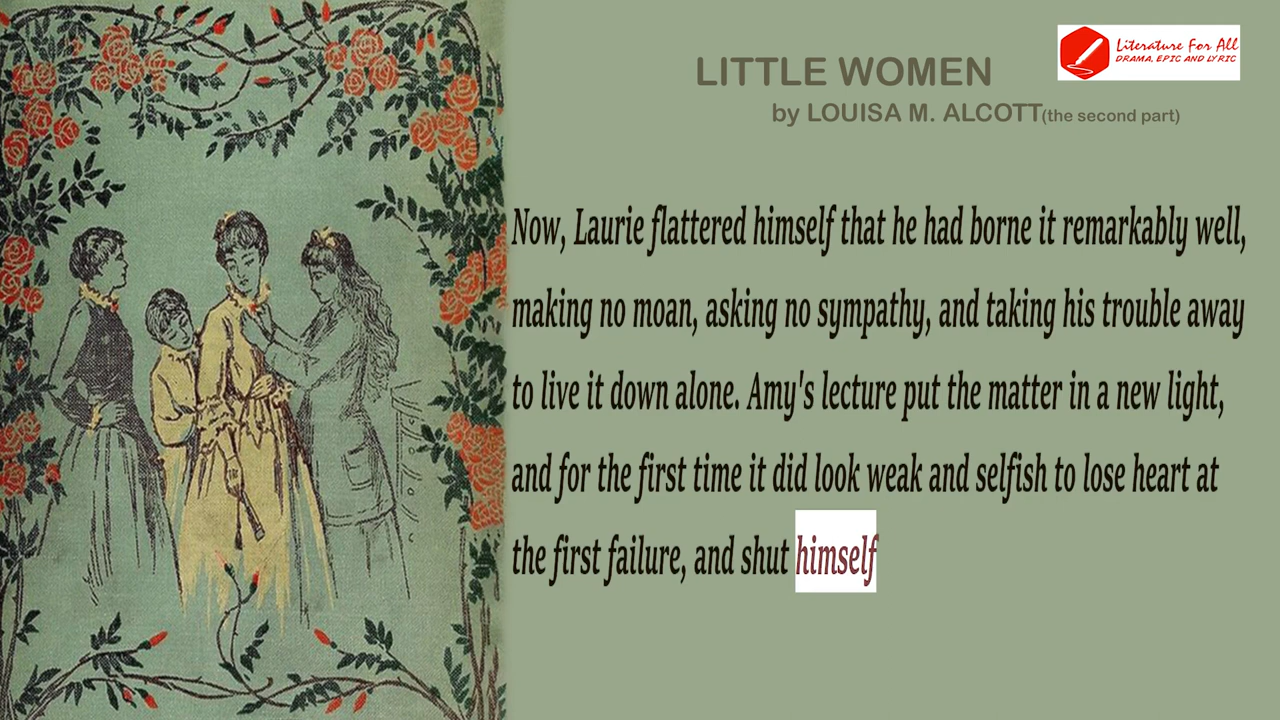 LITTLE WOMEN
by LOUISA M. ALCOTT(the second part)
Literature For All
DRAMA, EPIC AND LYRIC
Now, Laurie flattered himself that he had borne it remarkably well,
making no moan, asking no sympathy, and taking his trouble away
to live it down alone. Amy's lecture put the matter in a new light,
and for the first time it did look weak and selfish to lose heart at
the first failure, and shut himself